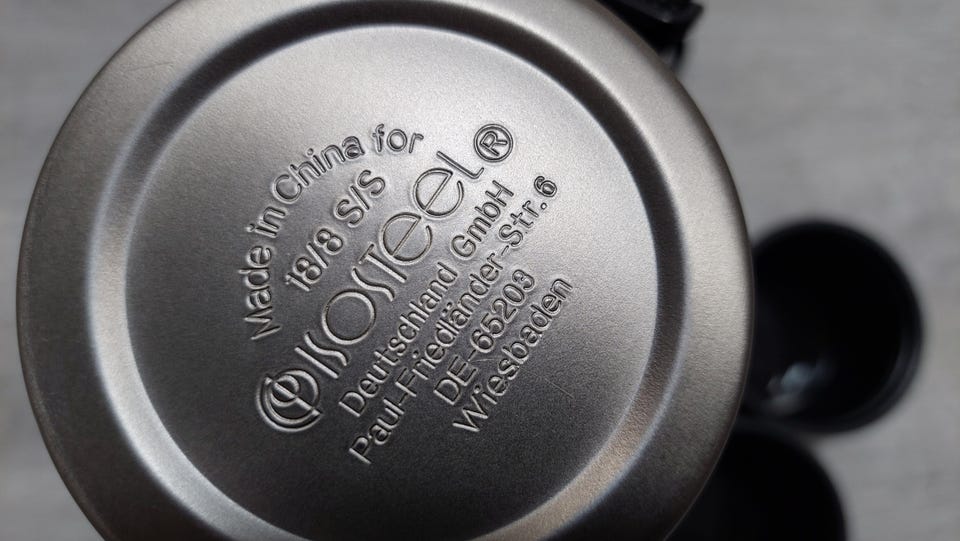 Made in China for
18/8 S/S
isosteel®
Deutschland GmbH
Paul-Friedländer-Str. 6
DE-65203
Wiesbaden